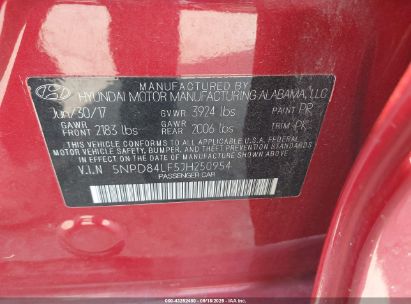 MANUFACTURED BY
HYUNDAI MOTOR MANUFACTURING ALABAMA, LLC
Jun/30/17 GVWR 3924 lbs PAINT PR
GAWR FRONT 2183 lbs GAWR REAR 2006 lbs TRIM PK
THIS VEHICLE CONFORMS TO ALL APPLICABLE U.S.A. FEDERAL
MOTOR VEHICLE SAFETY, BUMPER, AND THEFT PREVENTION STANDARDS
IN EFFECT ON THE DATE OF MANUFACTURE SHOWN ABOVE.
V.I.N 5NPD84LF5JH250954
PASSENGER CAR